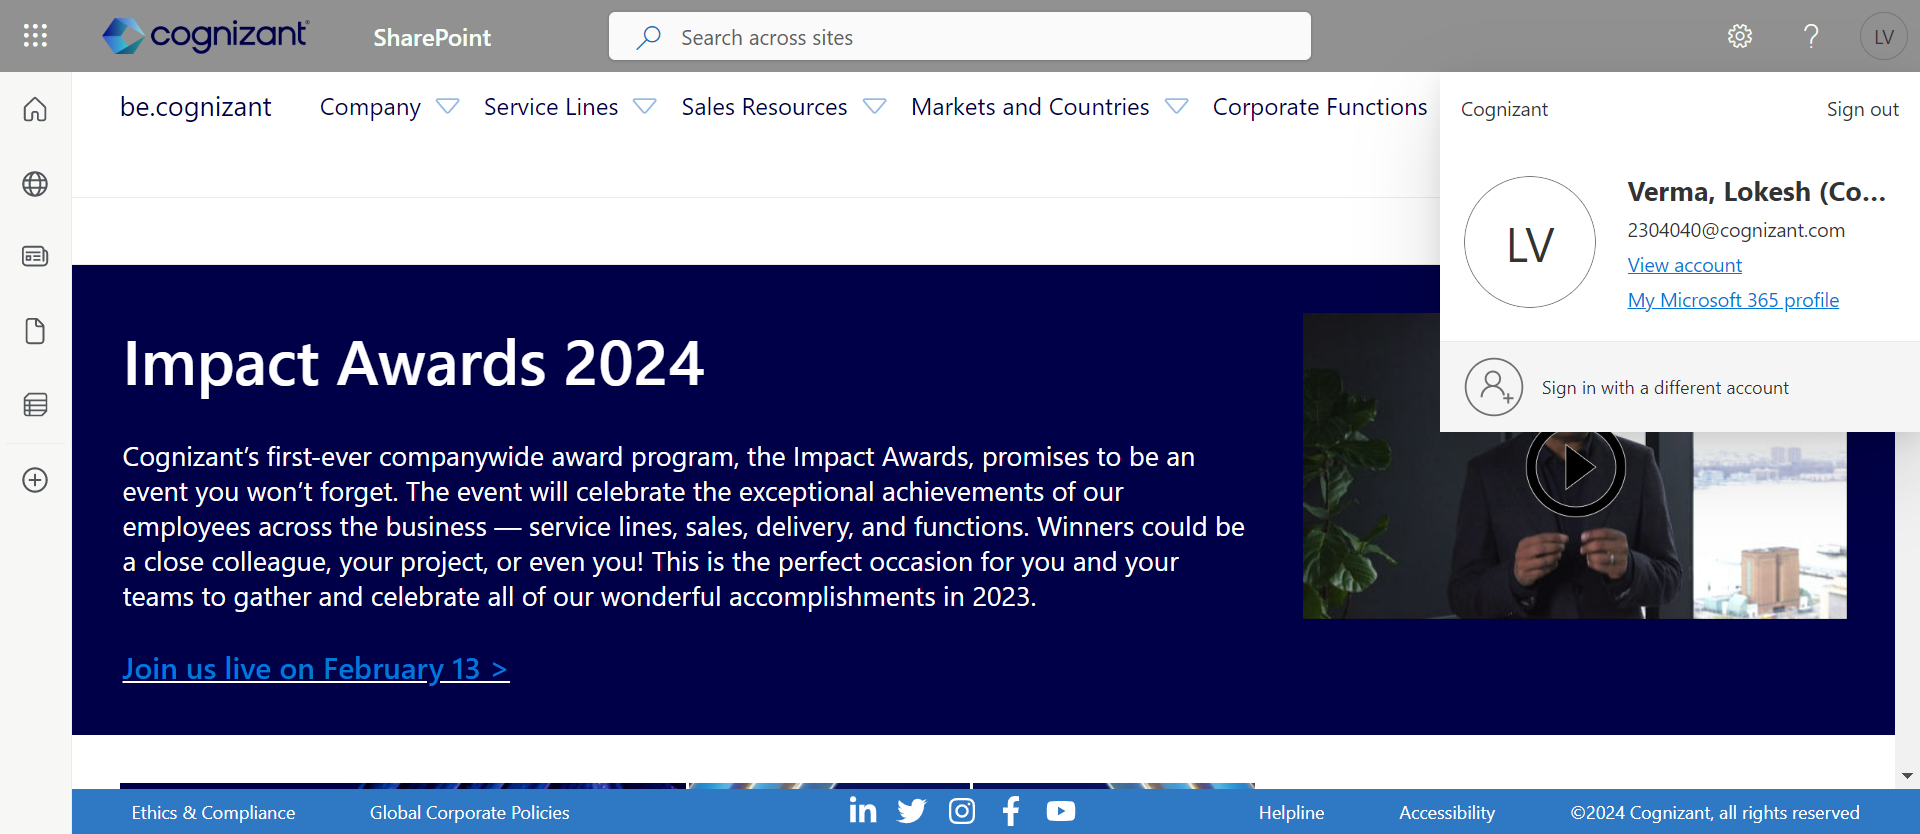 cognizant
SharePoint
Search across sites
LV
be.cognizant
Company
Service Lines
Sales Resources
Markets and Countries
Corporate Functions
Cognizant
Sign out
LV
Verma, Lokesh (Co...
2304040@cognizant.com
View account
My Microsoft 365 profile
Sign in with a different account
Impact Awards 2024
Cognizant’s first-ever companywide award program, the Impact Awards, promises to be an
event you won’t forget. The event will celebrate the exceptional achievements of our
employees across the business — service lines, sales, delivery, and functions. Winners could be
a close colleague, your project, or even you! This is the perfect occasion for you and your
teams to gather and celebrate all of our wonderful accomplishments in 2023.
Join us live on February 13 >
Ethics & Compliance
Global Corporate Policies
Helpline
Accessibility
©2024 Cognizant, all rights reserved